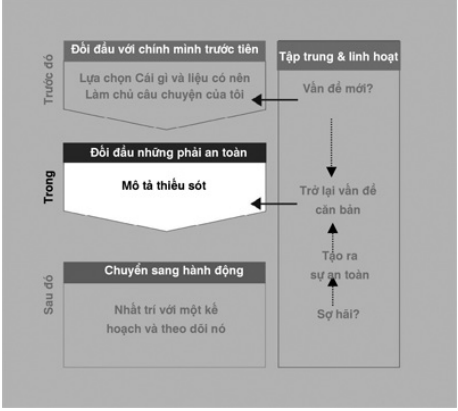 Trước đó
Đối đầu với chính mình trước tiên
Lựa chọn Cái gì và liệu có nên
Làm chủ câu chuyện của tôi
Trong
Đối đầu những phải an toàn
Mô tả thiếu sót
Sau đó
Chuyển sang hành động
Nhất trí với một kế
hoạch và theo dõi nó
Tập trung & linh hoạt
Vấn đề mới?
Trở lại vấn đề
căn bản
Tạo ra
sự an toàn
Sợ hãi?